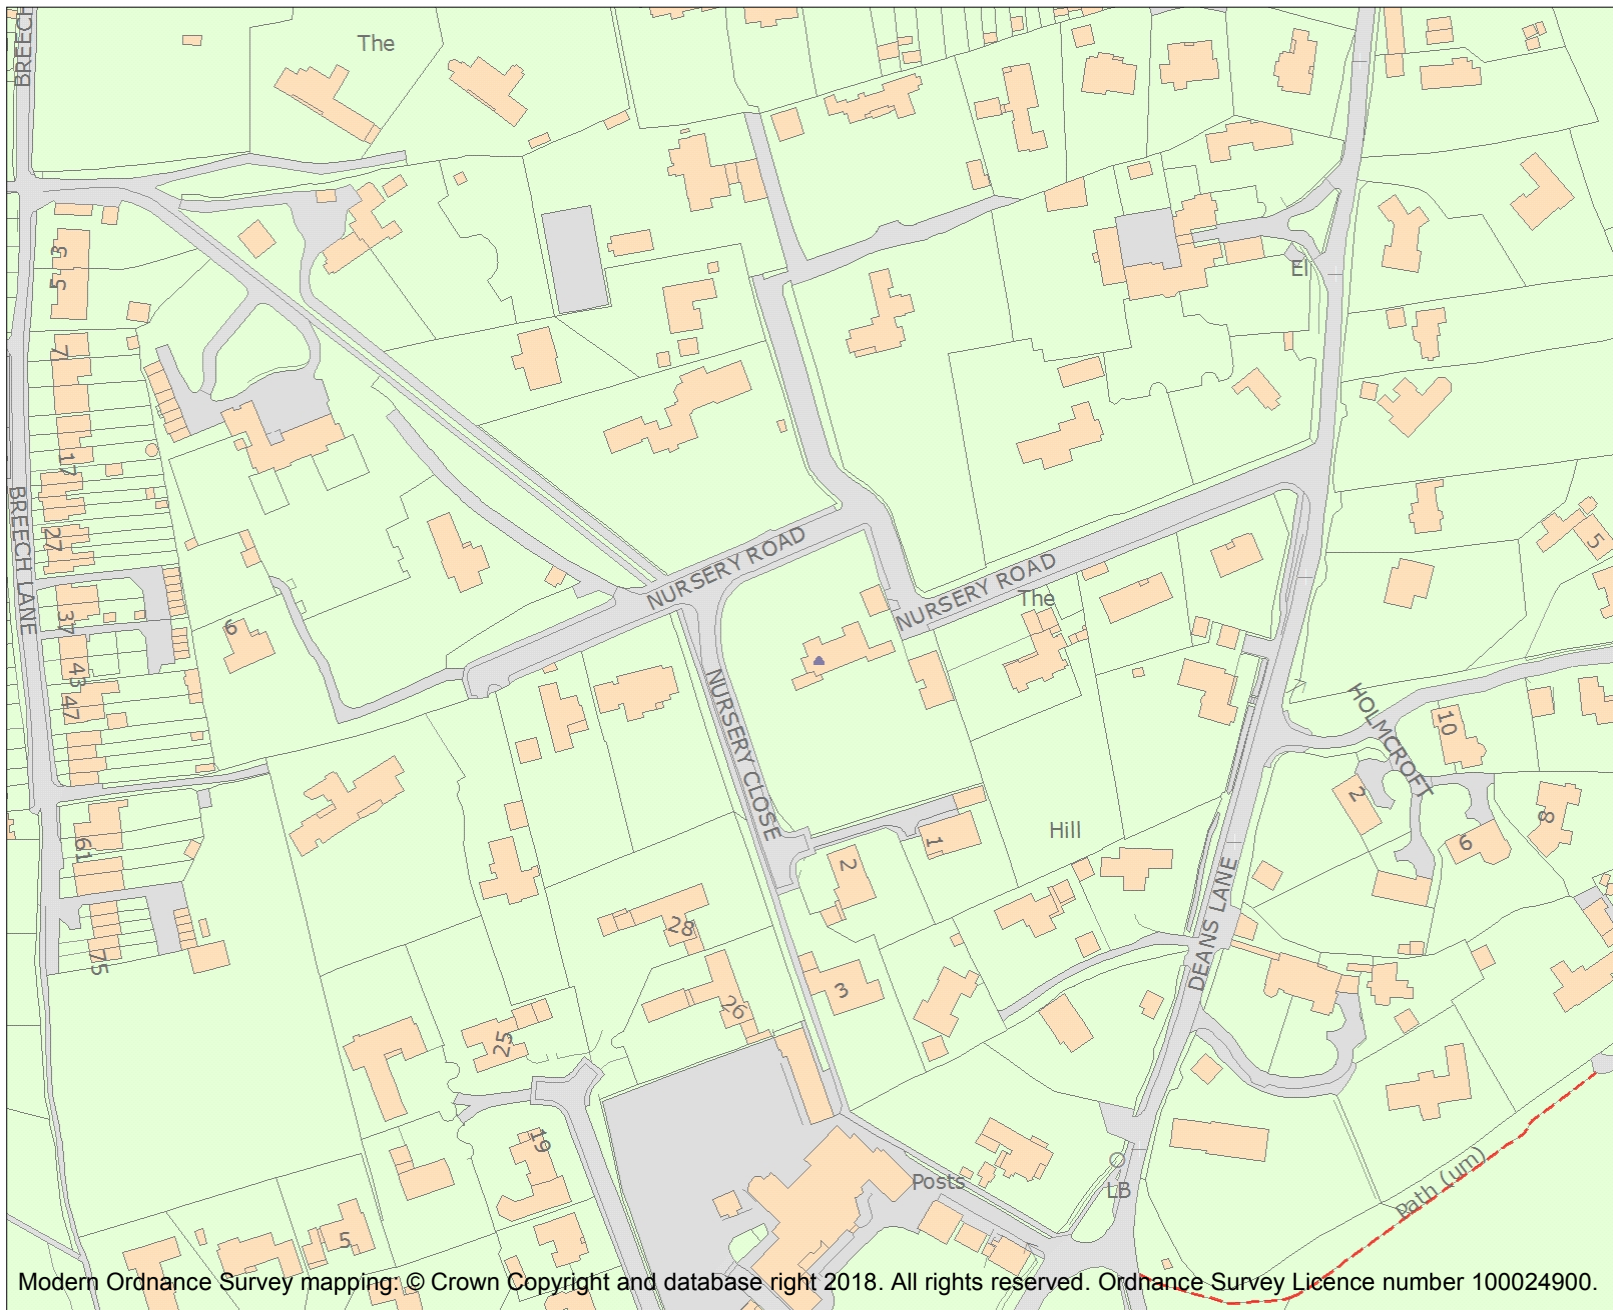 BREECH
The
3
5
El
7
17
BREECH LANE
27
5
NURSERY ROAD
NURSERY ROAD
The
37
6
43
47
NURSERY CLOSE
HOLMCROFT
10
2
8
6
61
1
Hill
2
DEANS LANE
28
75
3
26
25
19
Posts
LB
Path (um)
5
Modern Ordnance Survey mapping: © Crown Copyright and database right 2018. All rights reserved. Ordnance Survey Licence number 100024900.